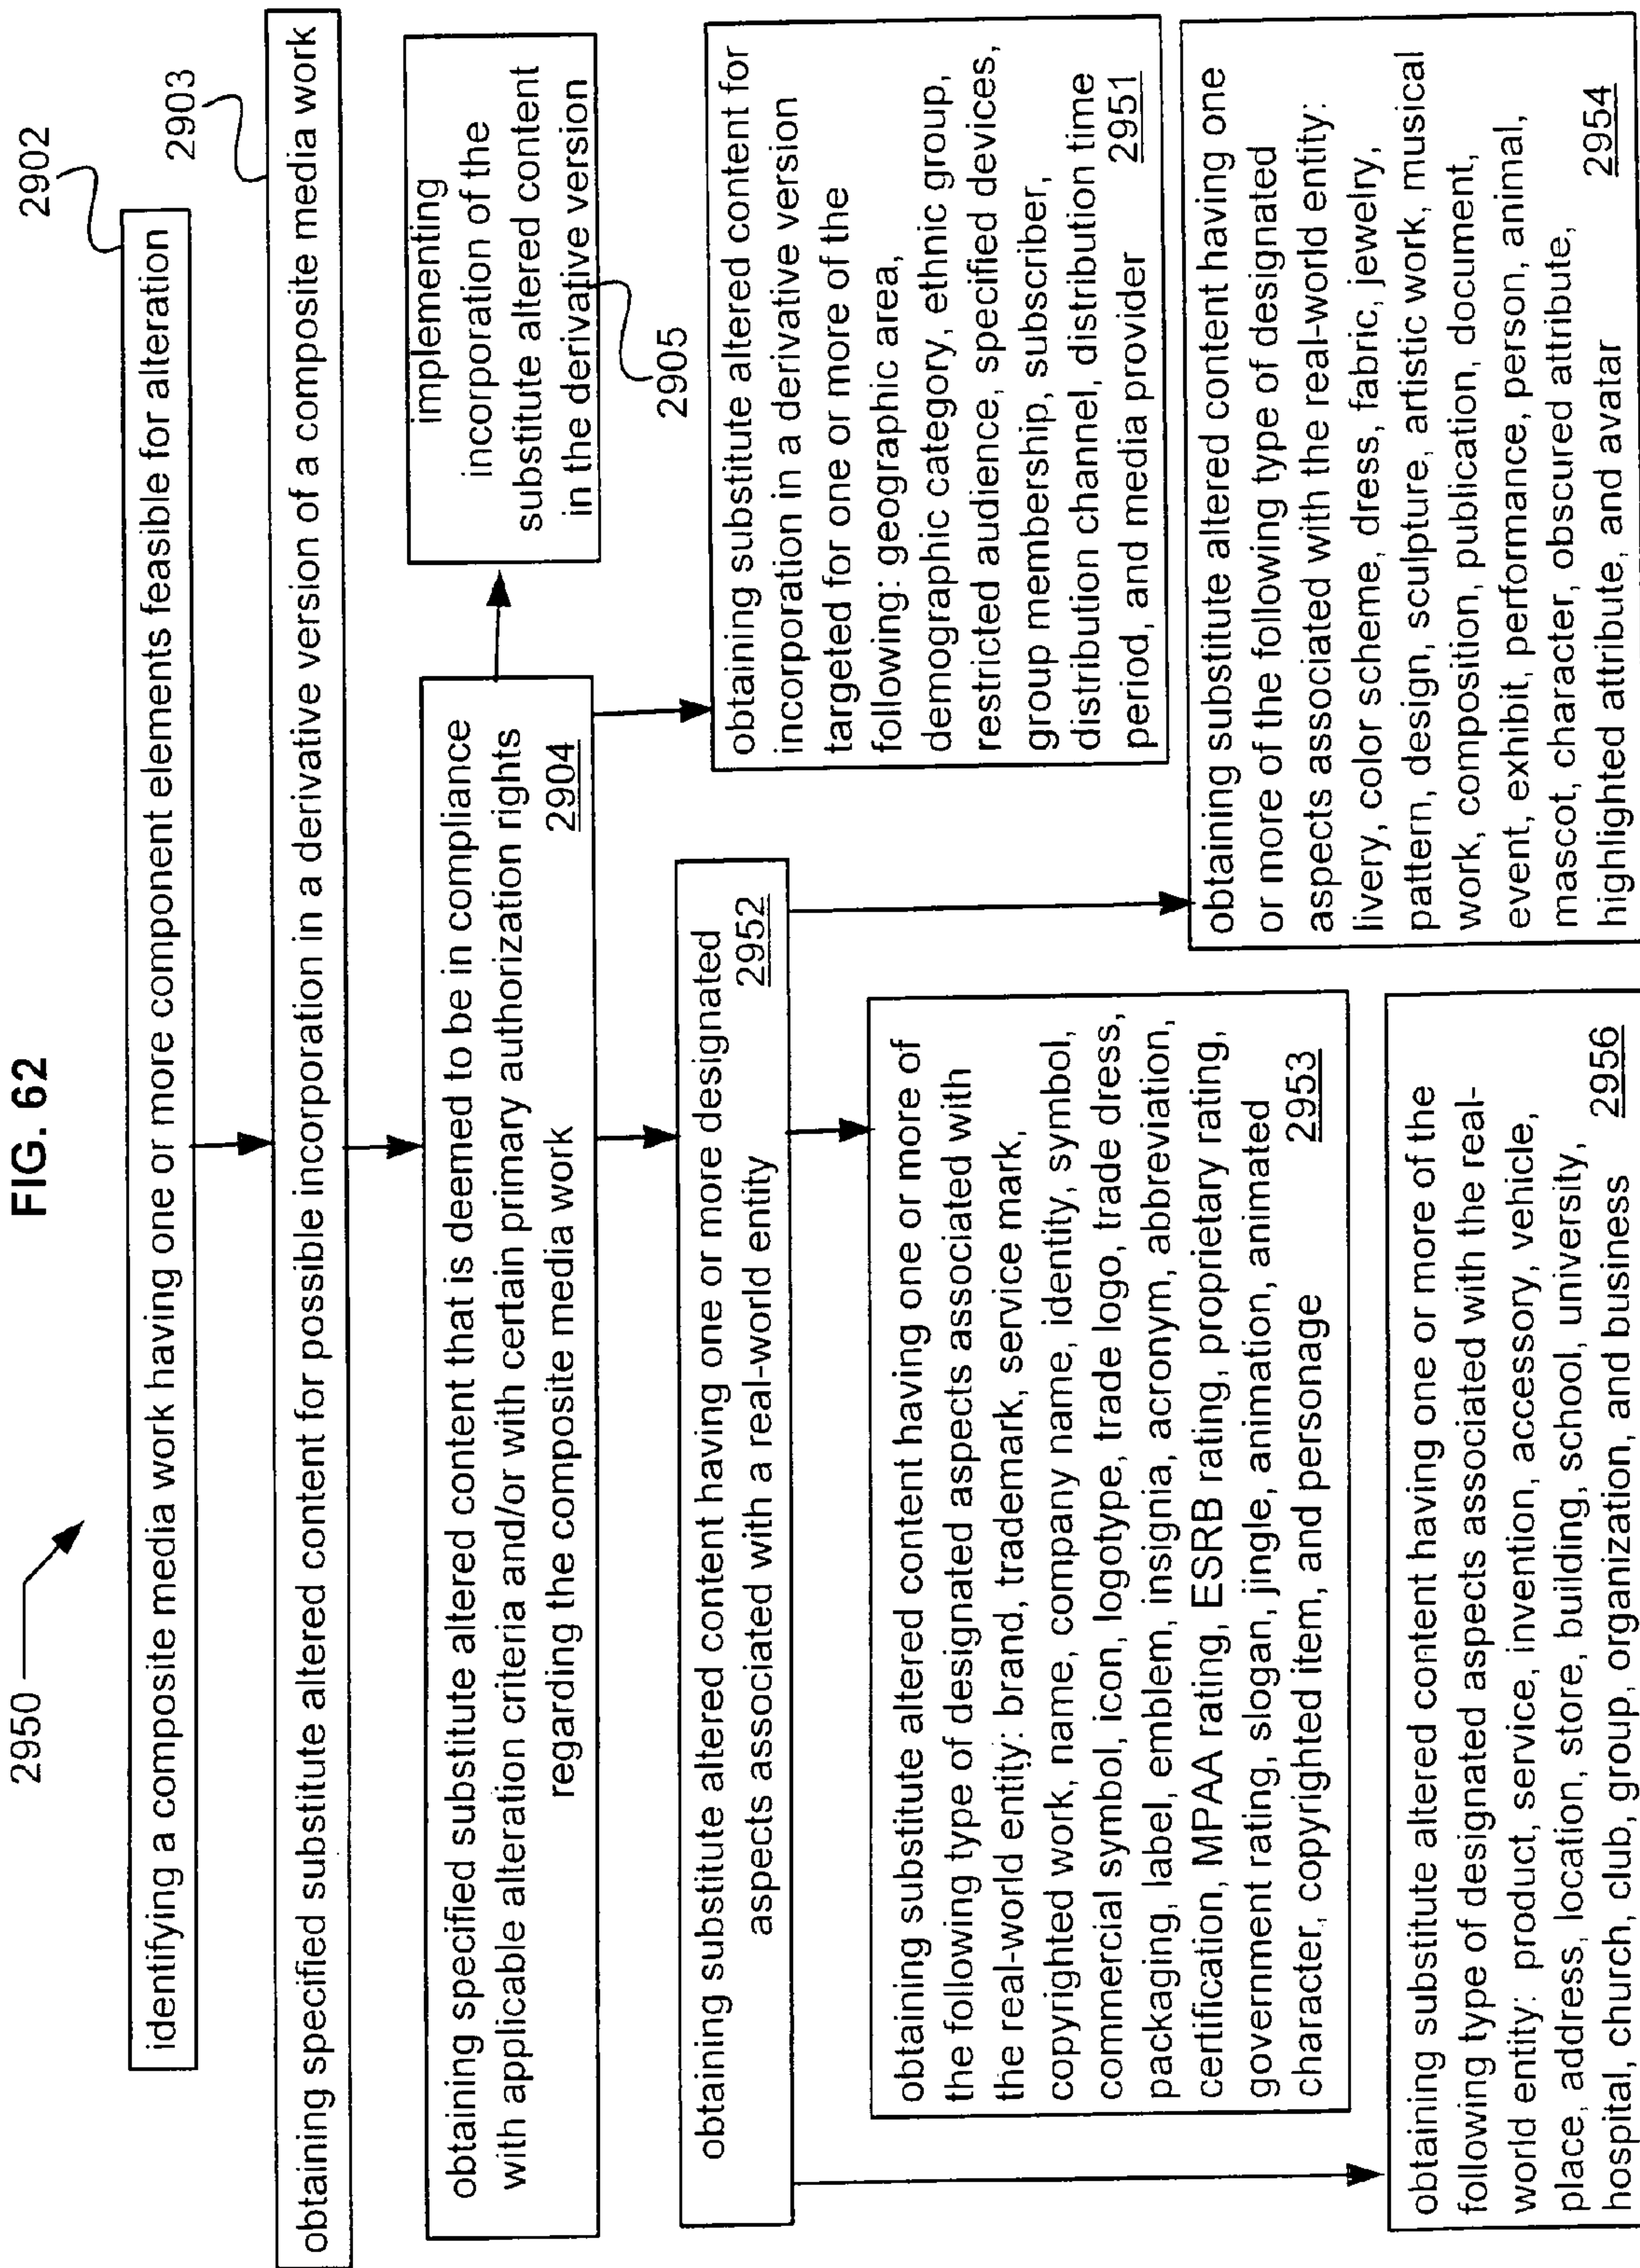 FIG. 62
2950
2902
identifying a composite media work having one or more component elements feasible for alteration
2903
obtaining specified substitute altered content for possible incorporation in a derivative version of a composite media work
obtaining specified substitute altered content that is deemed to be in compliance
with applicable alteration criteria and/or with certain primary authorization rights
regarding the composite media work 2904
implementing
incorporation of the
substitute altered content
in the derivative version
2905
obtaining substitute altered content having one or more designated
aspects associated with a real-world entity 2952
obtaining substitute altered content for
incorporation in a derivative version
targeted for one or more of the
following: geographic area,
demographic category, ethnic group,
restricted audience, specified devices,
group membership, subscriber,
distribution channel, distribution time
period, and media provider 2951
obtaining substitute altered content having one or more of
the following type of designated aspects associated with
the real-world entity: brand, trademark, service mark,
copyrighted work, name, company name, identity, symbol,
commercial symbol, icon, logotype, trade logo, trade dress,
packaging, label, emblem, insignia, acronym, abbreviation,
certification, MPAA rating, ESRB rating, proprietary rating,
government rating, slogan, jingle, animation, animated
character, copyrighted item, and personage 2953
obtaining substitute altered content having one
or more of the following type of designated
aspects associated with the real-world entity:
livery, color scheme, dress, fabric, jewelry,
pattern, design, sculpture, artistic work, musical
work, composition, publication, document,
event, exhibit, performance, person, animal,
mascot, character, obscured attribute,
highlighted attribute, and avatar 2954
obtaining substitute altered content having one or more of the
following type of designated aspects associated with the real-
world entity: product, service, invention, accessory, vehicle,
place, address, location, store, building, school, university,
hospital, church, club, group, organization, and business 2956